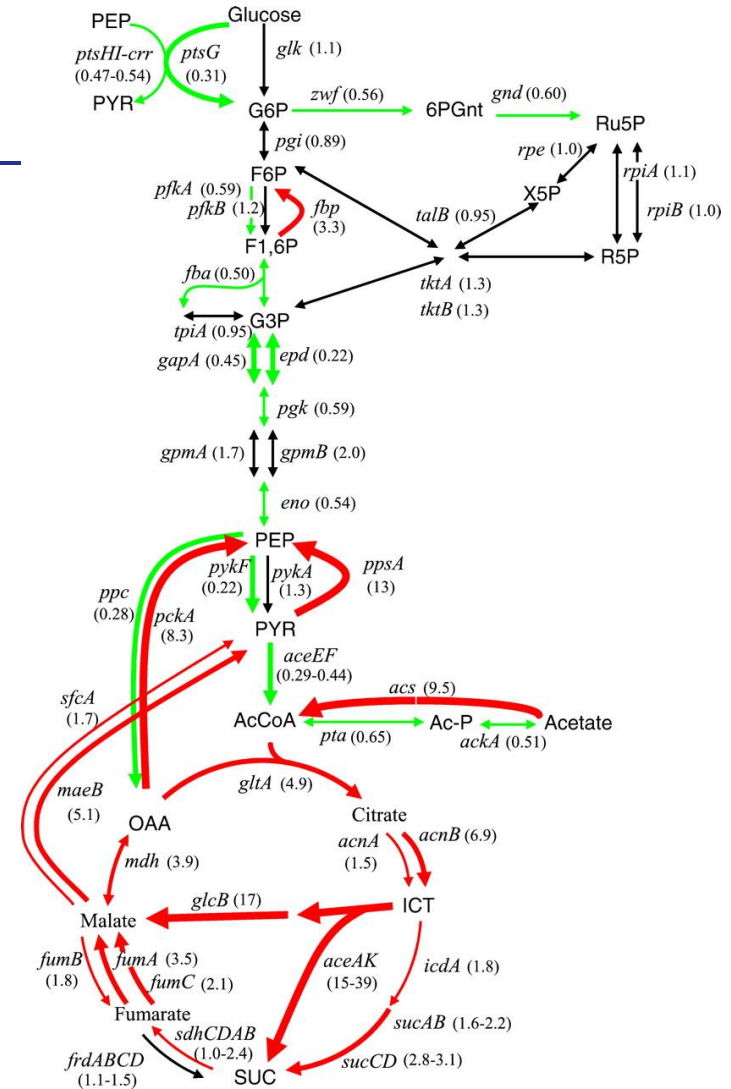 PEP
Glucose
ptsHI-crr
(0.47-0.54)
ptsG
(0.31)
PYR
glk (1.1)
G6P
zwf (0.56)
6PGnt
gnd (0.60)
Ru5P
pgi (0.89)
rpe (1.0)
rpiA (1.1)
F6P
X5P
pfkA (0.59)
pfkB (1.2)
fbp
(3.3)
talB (0.95)
rpiB (1.0)
F1,6P
R5P
fba (0.50)
tktA (1.3)
tktB (1.3)
G3P
tpiA (0.95)
gapA (0.45)
epd (0.22)
pgk (0.59)
gpmA (1.7)
gpmB (2.0)
eno (0.54)
PEP
pykF
(0.22)
pykA
(1.3)
ppsA
(13)
ppc
(0.28)
pckA
(8.3)
PYR
aceEF
(0.29-0.44)
sfcA
(1.7)
acs (9.5)
AcCoA
pta (0.65)
Ac-P
ackA (0.51)
Acetate
maeB
(5.1)
gltA (4.9)
OAA
Citrate
acnA
(1.5)
acnB (6.9)
mdh (3.9)
glcB (17)
ICT
Malate
fumB
(1.8)
fumA (3.5)
fumC (2.1)
aceAK
(15-39)
icdA (1.8)
Fumarate
sucAB (1.6-2.2)
sdhCDAB
(1.0-2.4)
frdABCD
(1.1-1.5)
sucCD (2.8-3.1)
SUC